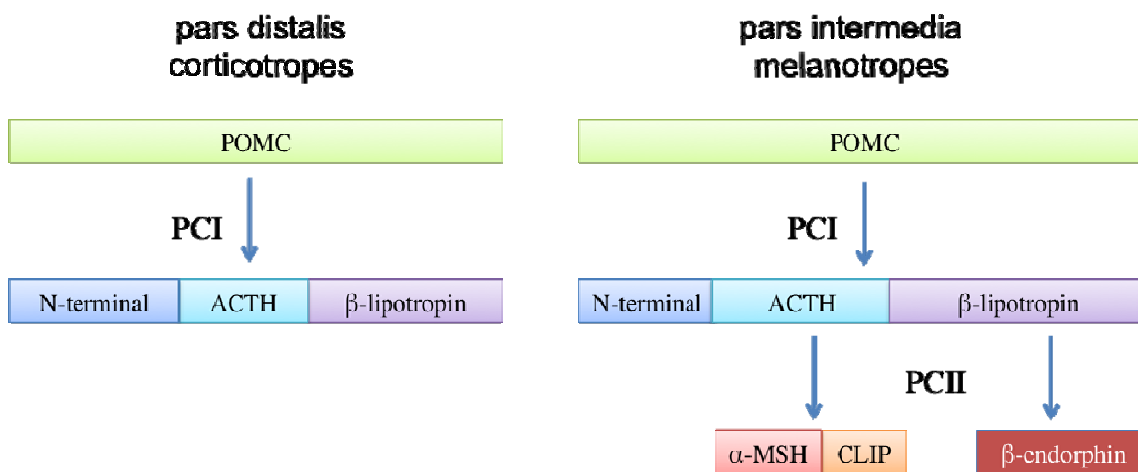 pars distalis
corticotropes
POMC
PCI
N-terminal
ACTH
β-lipotropin
pars intermedia
melanotropes
POMC
PCI
N-terminal
ACTH
β-lipotropin
PCII
α-MSH
CLIP
β-endorphin